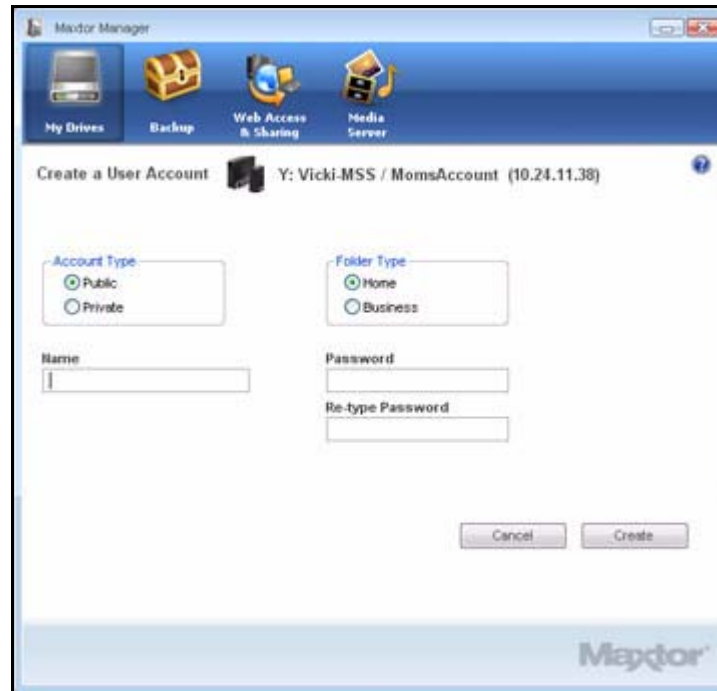 Maxtor Manager
My Drives
Backup
Web Access
& Sharing
Media
Server
Create a User Account Y: Vicki-MSS / MomsAccount (10.24.11.38)
Account Type
Public
Private
Folder Type
Home
Business
Name
Password
Re-type Password
Cancel
Create
Maxtor